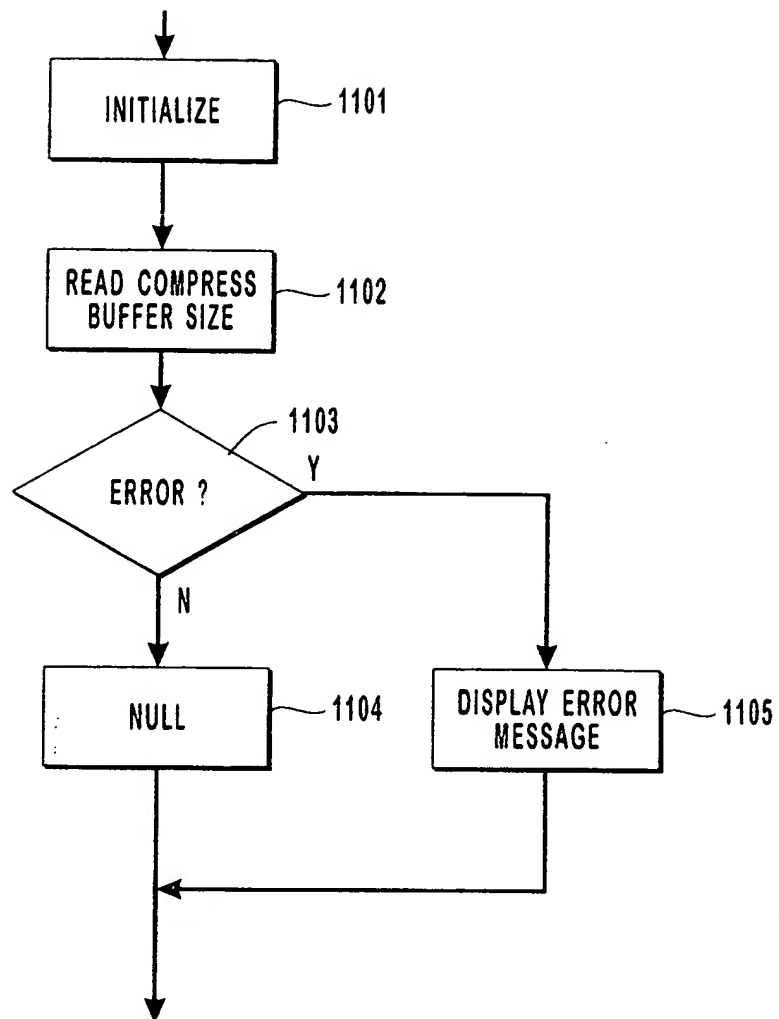 INITIALIZE
1101
READ COMPRESS
BUFFER SIZE
1102
1103
ERROR ?
Y
N
NULL
1104
DISPLAY ERROR
MESSAGE
1105